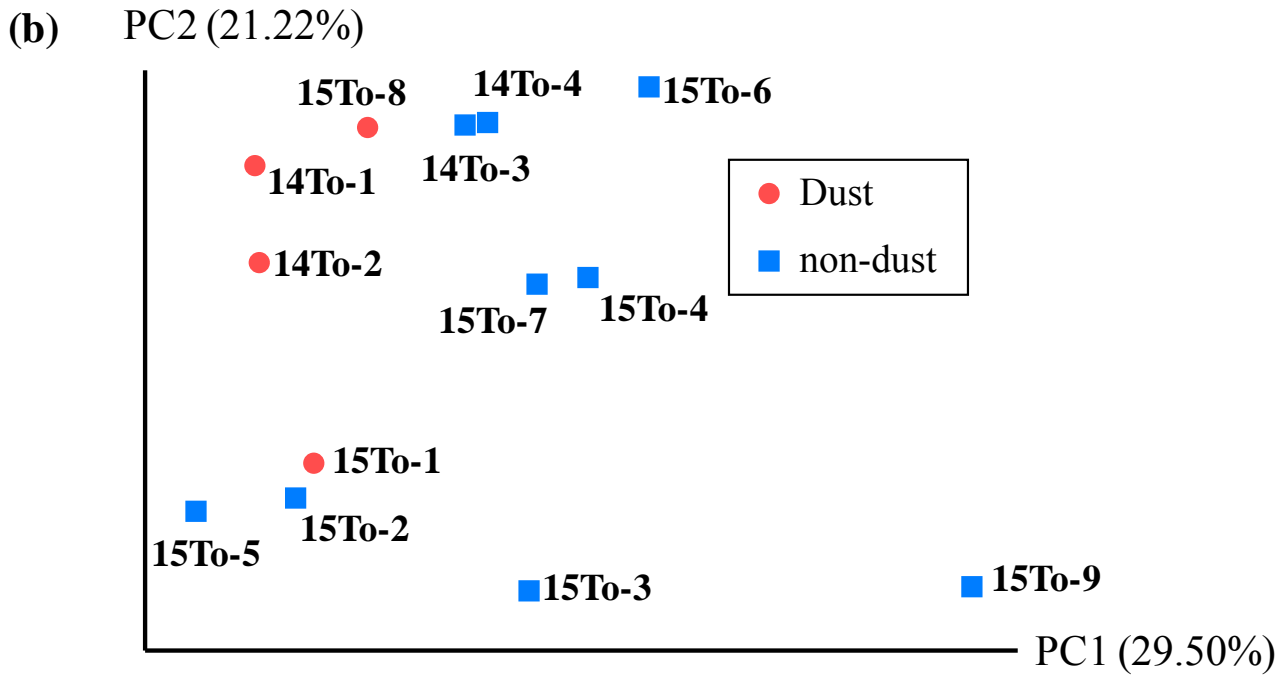 (b) PC2 (21.22%)
15To-8
14To-4
15To-6
14To-1
14To-3
Dust
14To-2
non-dust
15To-7
15To-4
15To-1
15To-2
15To-5
15To-3
15To-9
PC1 (29.50%)